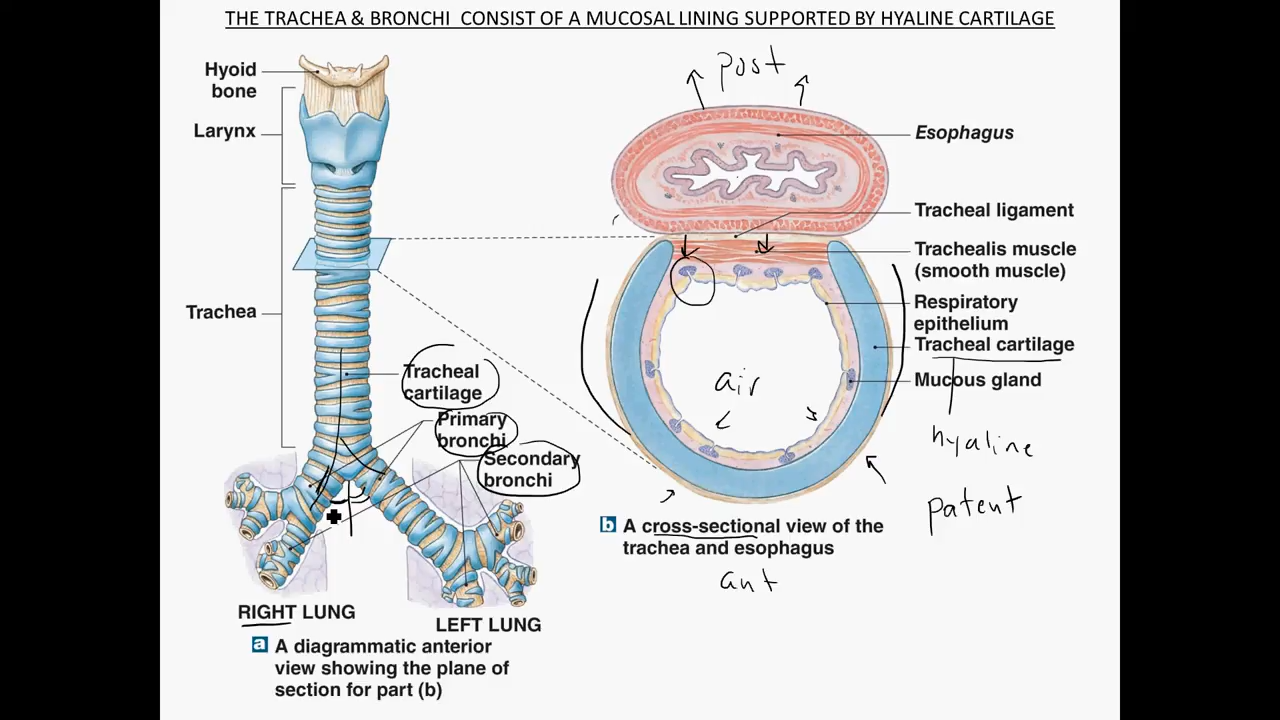 THE TRACHEA & BRONCHI CONSIST OF A MUCOSAL LINING SUPPORTED BY HYALINE CARTILAGE
Hyoid
bone
Larynx
Trachea
Tracheal
cartilage
Primary
bronchi
Secondary
bronchi
RIGHT LUNG
LEFT LUNG
a A diagrammatic anterior
view showing the plane of
section for part (b)
post
Esophagus
Tracheal ligament
Trachealis muscle
(smooth muscle)
Respiratory
epithelium
Tracheal cartilage
Mucous gland
air
hyaline
patent
b A cross-sectional view of the
trachea and esophagus
ant